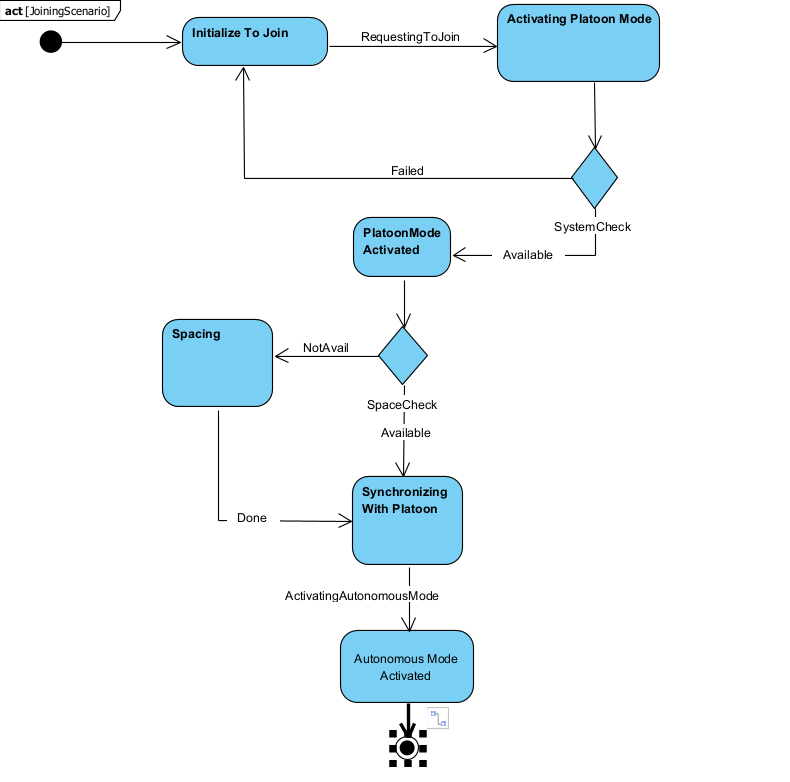 act [JoiningScenario]
Initialize To Join
RequestingToJoin
Activating Platoon Mode
Failed
SystemCheck
Available
PlatoonMode
Activated
NotAvail
Spacing
SpaceCheck
Available
Synchronizing
With Platoon
Done
ActivatingAutonomousMode
Autonomous Mode
Activated